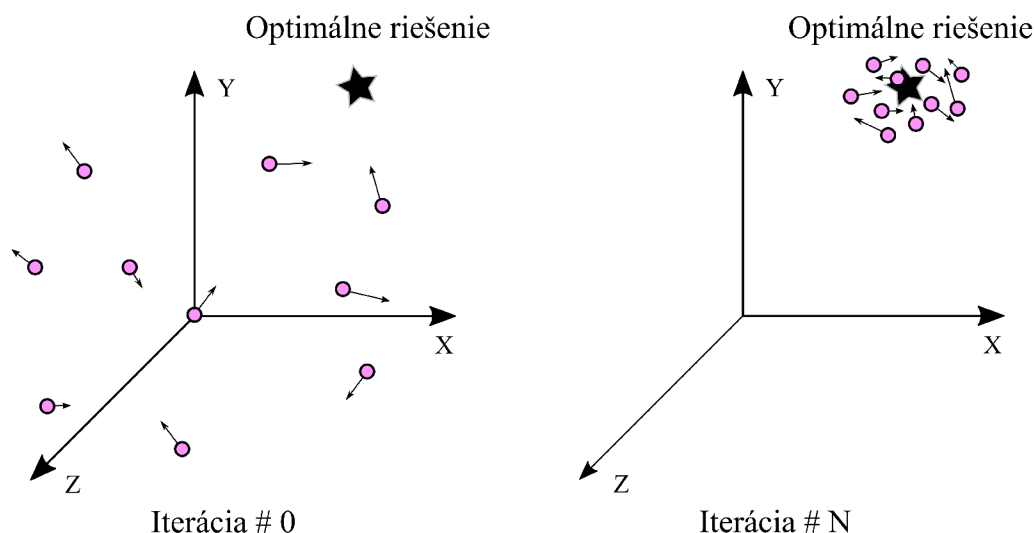 Optimálne riešenie
Y
X
Z
Iterácia # 0
Optimálne riešenie
Y
X
Z
Iterácia # N